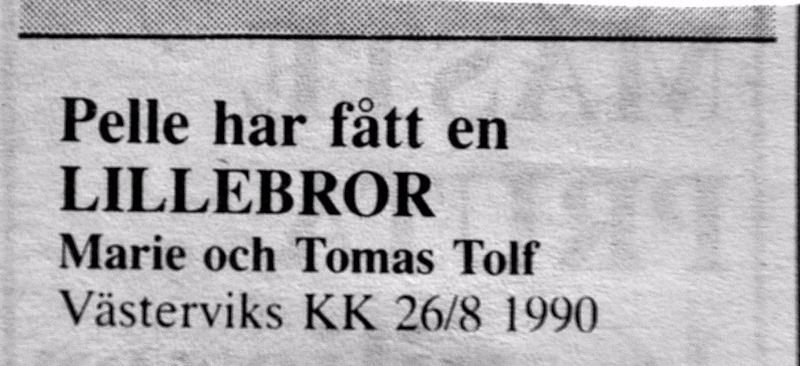 Pelle har fått en
LILLEBROR
Marie och Tomas Tolf
Västerviks KK 26/8 1990